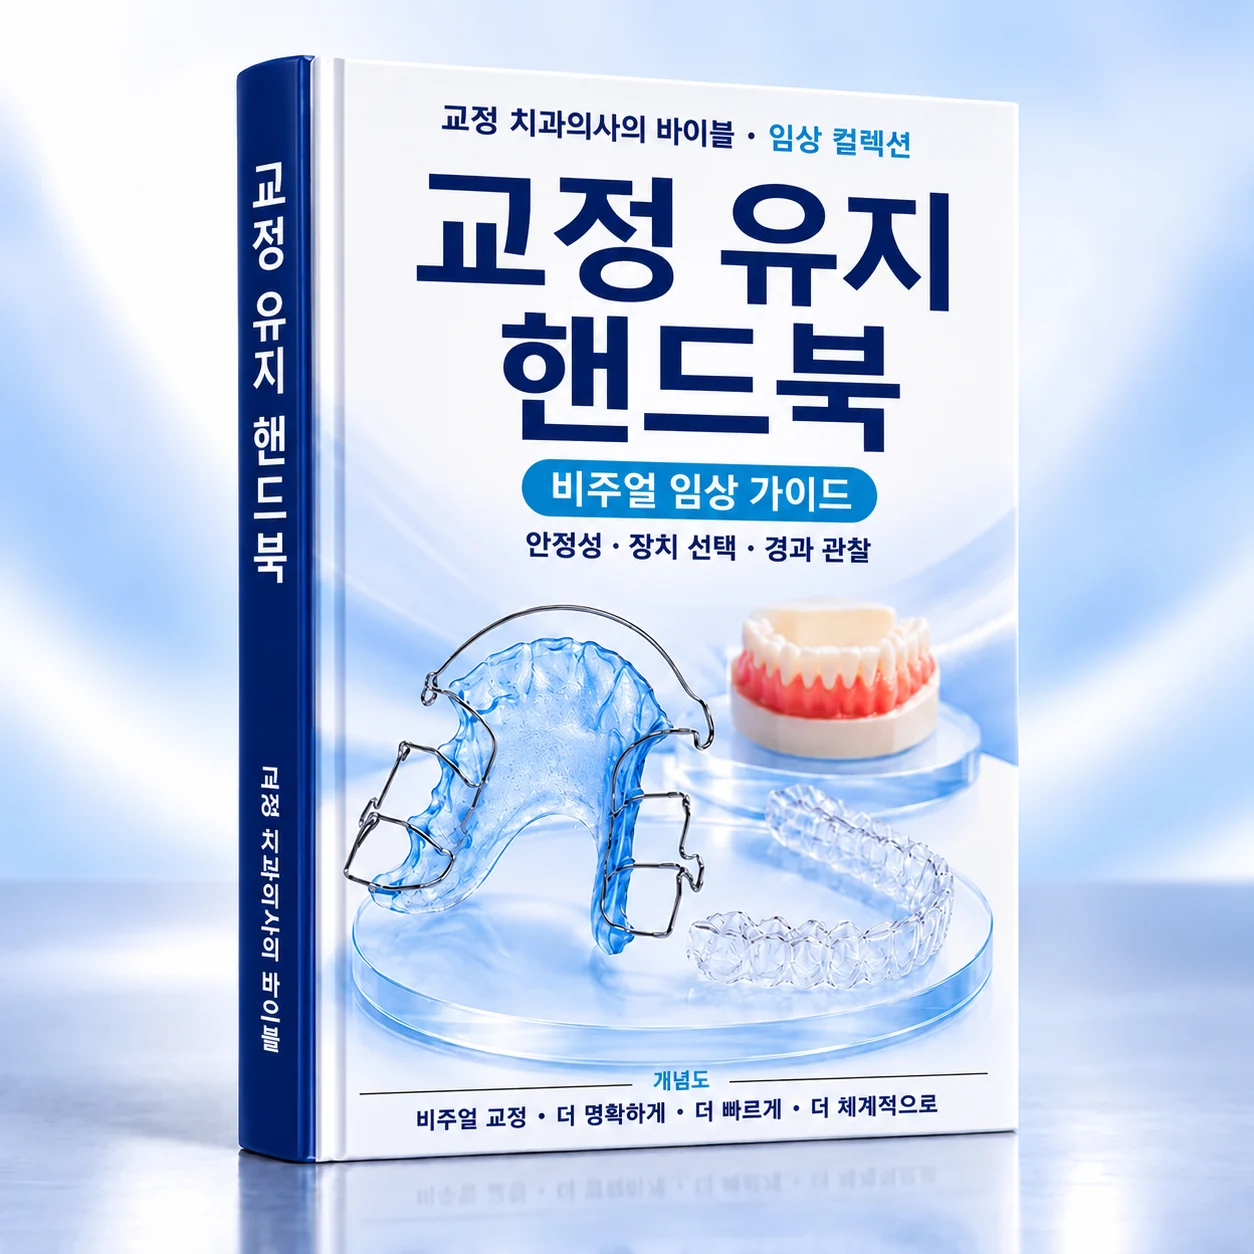 교정 치과의사의 바이블 • 임상 컬렉션
교정 유지
핸드북
비주얼 임상 가이드
안정성 · 장치 선택 · 경과 관찰
개념도
비주얼 교정 • 더 명확하게 • 더 빠르게 • 더 체계적으로
교정 유지 핸드북
교정 치과의사의 바이블